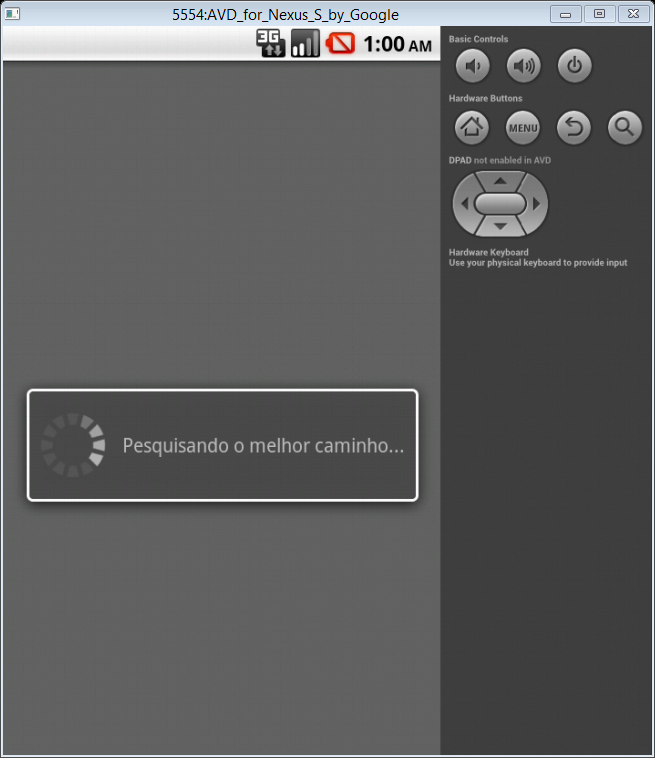 5554:AVD_for_Nexus_S_by_Google
3G
1:00 AM
Basic Controls
Hardware Buttons
MENU
DPAD not enabled in AVD
Hardware Keyboard
Use your physical keyboard to provide input
Pesquisando o melhor caminho...